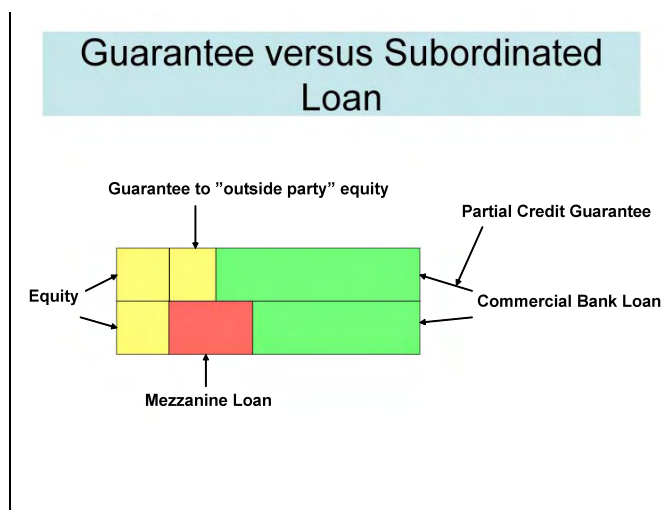 Guarantee versus Subordinated
Loan
Guarantee to ”outside party” equity
Partial Credit Guarantee
Equity
Commercial Bank Loan
Mezzanine Loan